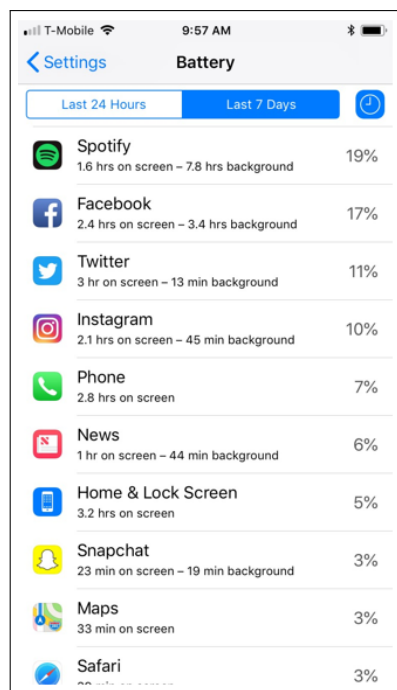 T-Mobile 9:57 AM
Settings Battery
Last 24 Hours Last 7 Days
Spotify
1.6 hrs on screen – 7.8 hrs background 19%
Facebook
2.4 hrs on screen – 3.4 hrs background 17%
Twitter
3 hr on screen – 13 min background 11%
Instagram
2.1 hrs on screen – 45 min background 10%
Phone
2.8 hrs on screen 7%
News
1 hr on screen – 44 min background 6%
Home & Lock Screen
3.2 hrs on screen 5%
Snapchat
23 min on screen – 19 min background 3%
Maps
33 min on screen 3%
Safari 3%